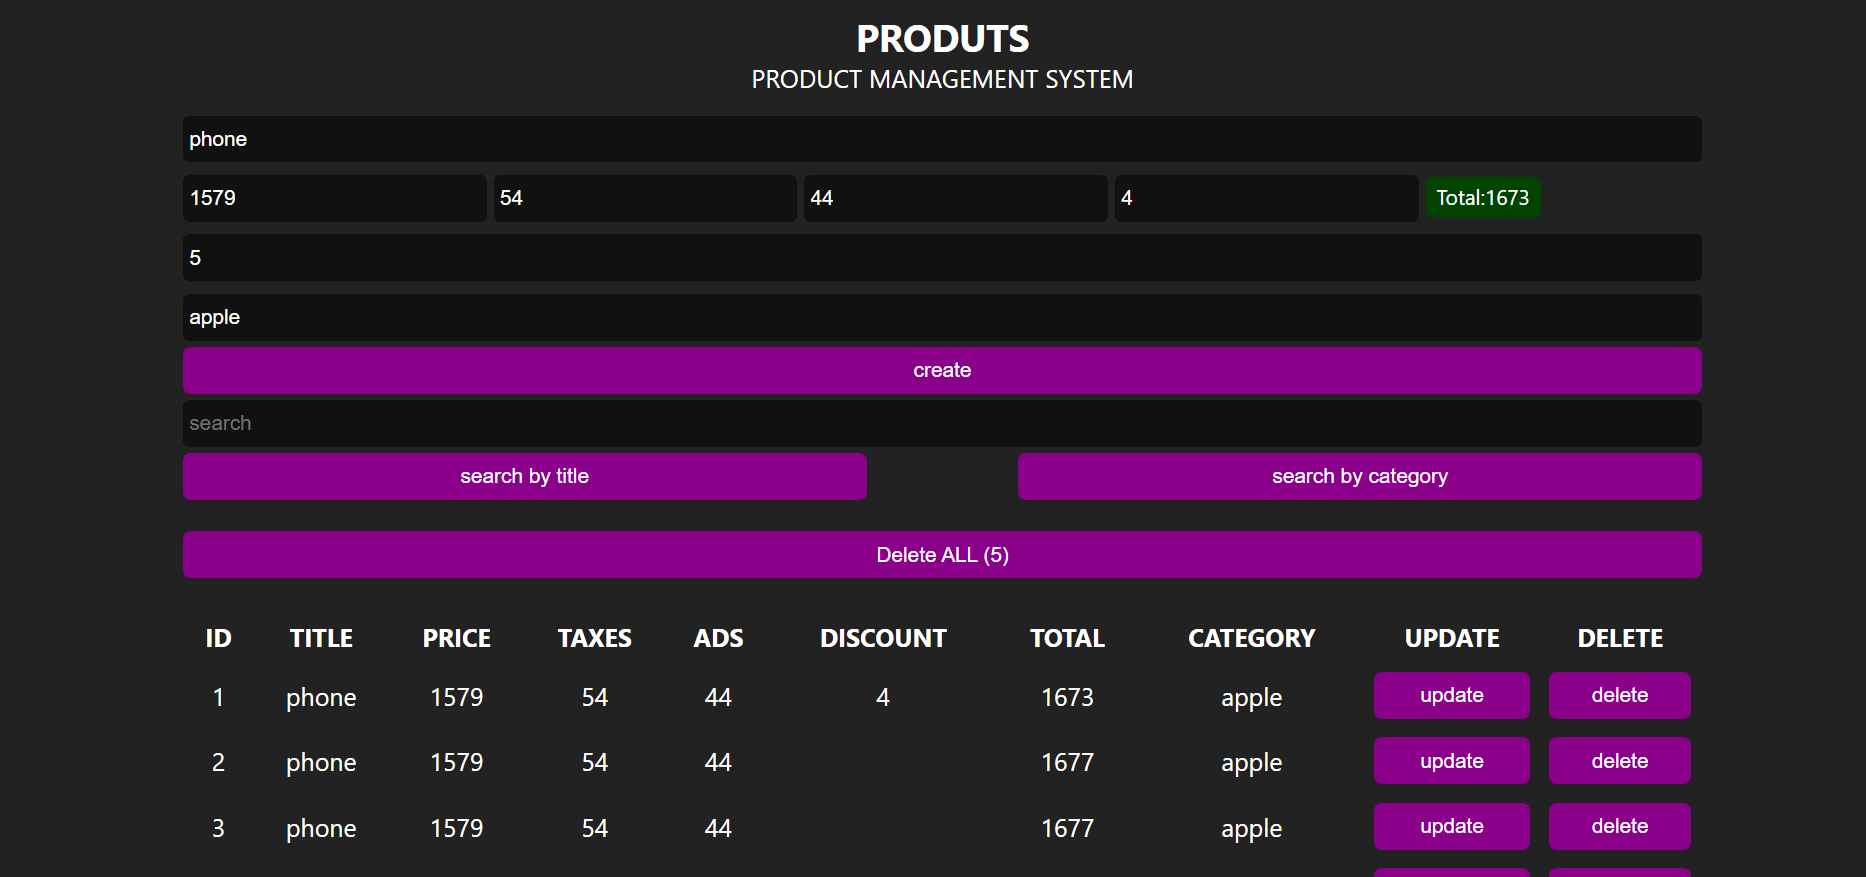 PRODUTS
PRODUCT MANAGEMENT SYSTEM
phone
1579 54 44 4 Total:1673
5
apple
create
search
search by title search by category
Delete ALL (5)
ID TITLE PRICE TAXES ADS DISCOUNT TOTAL CATEGORY UPDATE DELETE
1 phone 1579 54 44 4 1673 apple update delete
2 phone 1579 54 44 1677 apple update delete
3 phone 1579 54 44 1677 apple update delete